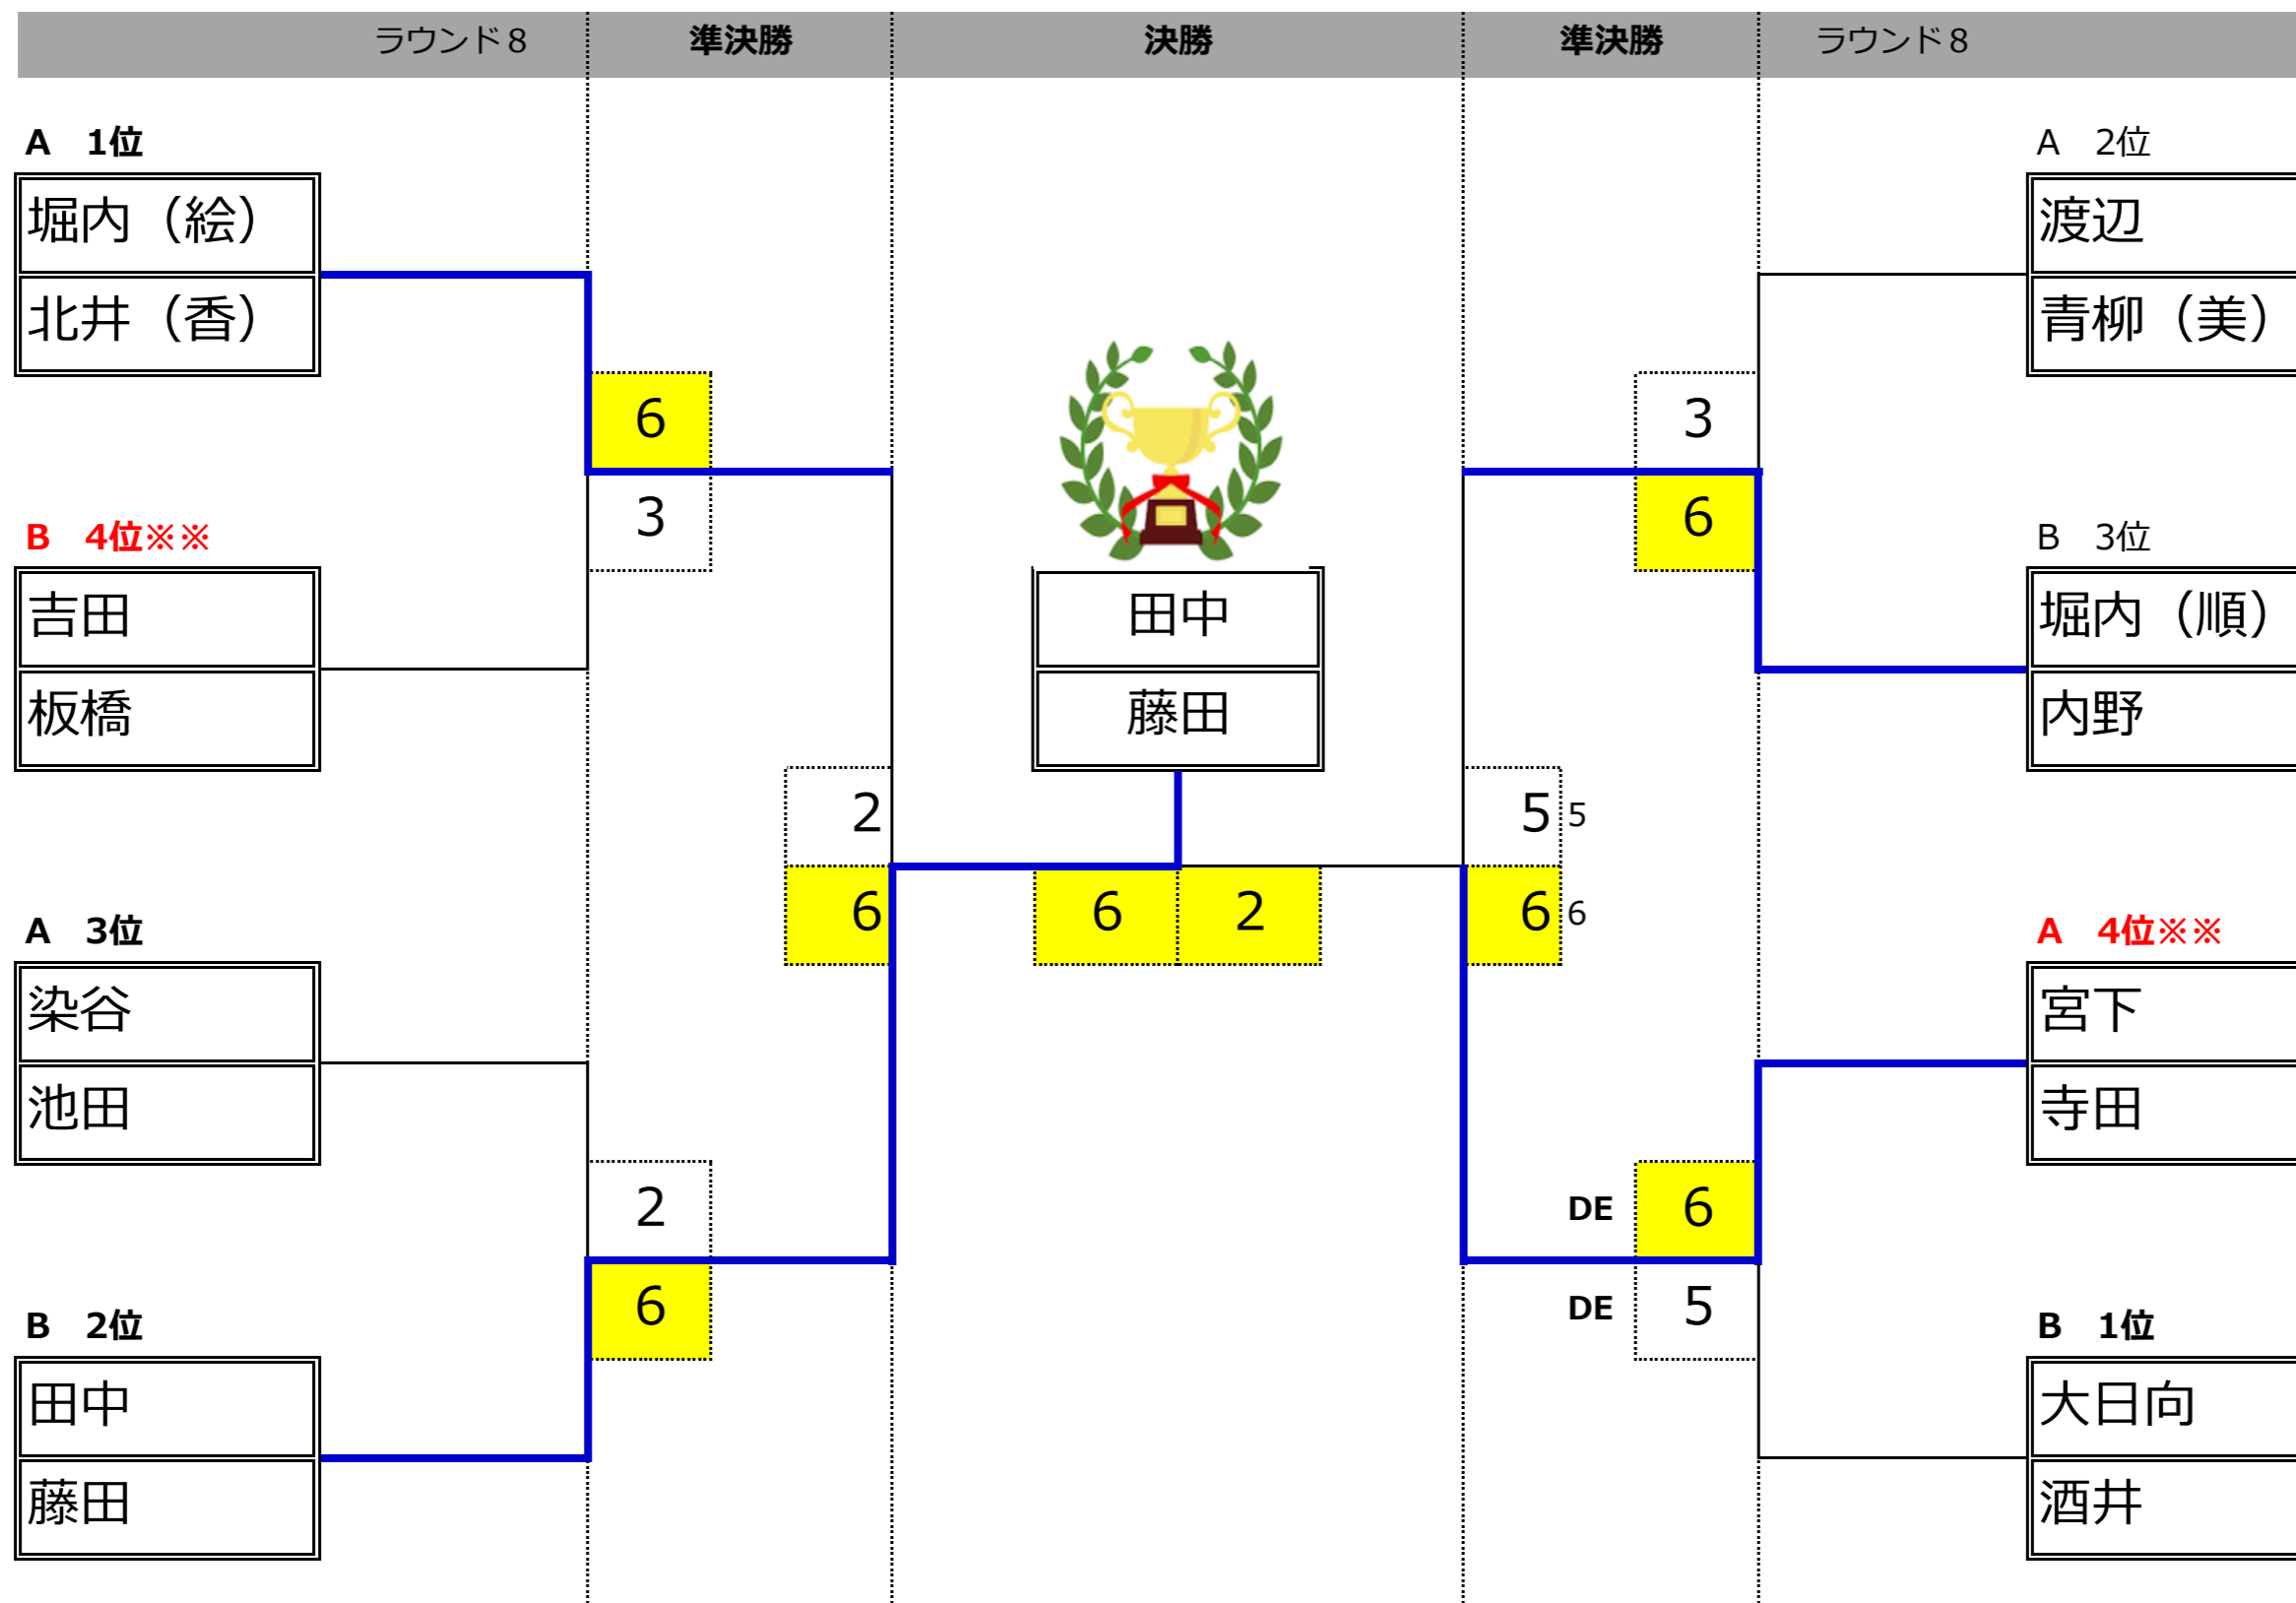 ラウンド８ 準決勝 決勝 準決勝 ラウンド８
A　1位
堀内（絵）
北井（香）
6
3
B　4位※※
吉田
板橋
A　3位
染谷
池田
2
6
B　2位
田中
藤田
2
6
田中
藤田
6 2
5 5
6 6
A　2位
渡辺
青柳（美）
3
6
B　3位
堀内（順）
内野
A　4位※※
宮下
寺田
DE 6
DE 5
B　1位
大日向
酒井